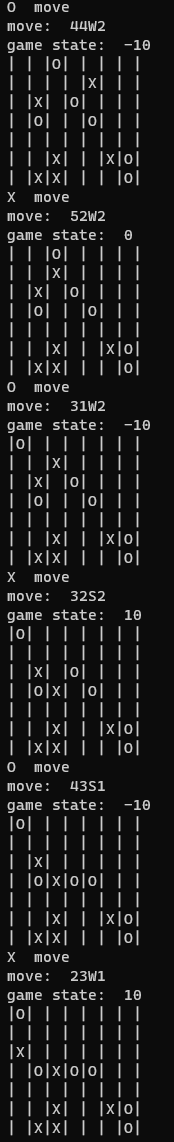 O  move
move:  44W2
game state:  -10
| | |O| | | | |
| | | | |X| | |
| |X| |O| | | |
| |O| | |O| | |
| | | | | | | |
| | |X| | |X|O|
| |X|X| | | |O|
X  move
move:  52W2
game state:  0
| | |O| | | | |
| | |X| | | | |
| |X| |O| | | |
| |O| | |O| | |
| | | | | | | |
| | |X| | |X|O|
| |X|X| | | |O|
O  move
move:  31W2
game state:  -10
|O| | | | | | |
| | |X| | | | |
| |X| |O| | | |
| |O| | |O| | |
| | | | | | | |
| | |X| | |X|O|
| |X|X| | | |O|
X  move
move:  32S2
game state:  10
|O| | | | | | |
| | | | | | | |
| |X| |O| | | |
| |O|X| |O| | |
| | | | | | | |
| | |X| | |X|O|
| |X|X| | | |O|
O  move
move:  43S1
game state:  -10
|O| | | | | | |
| | | | | | | |
| |X| | | | | |
| |O|X|O|O| | |
| | | | | | | |
| | |X| | |X|O|
| |X|X| | | |O|
X  move
move:  23W1
game state:  10
|O| | | | | | |
| | | | | | | |
|X| | | | | | |
| |O|X|O|O| | |
| | | | | | | |
| | |X| | |X|O|
| |X|X| | | |O|